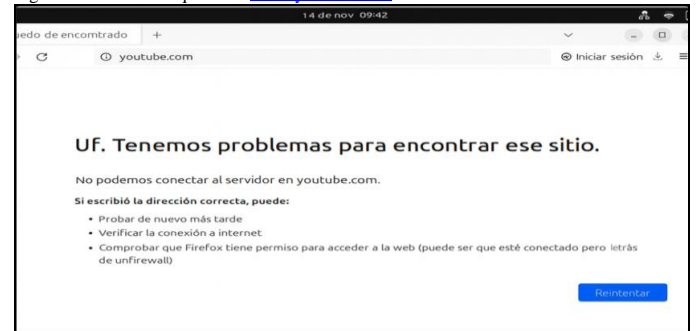 14 de nov 09:42
uedo de encomtrado +
youtube.com
Iniciar sesión
Uf. Tenemos problemas para encontrar ese sitio.
No podemos conectar al servidor en youtube.com.
Si escribió la dirección correcta, puede:
• Probar de nuevo más tarde
• Verificar la conexión a internet
• Comprobar que Firefox tiene permiso para acceder a la web (puede ser que esté conectado pero letrás
de unfirewall)
Reintentar